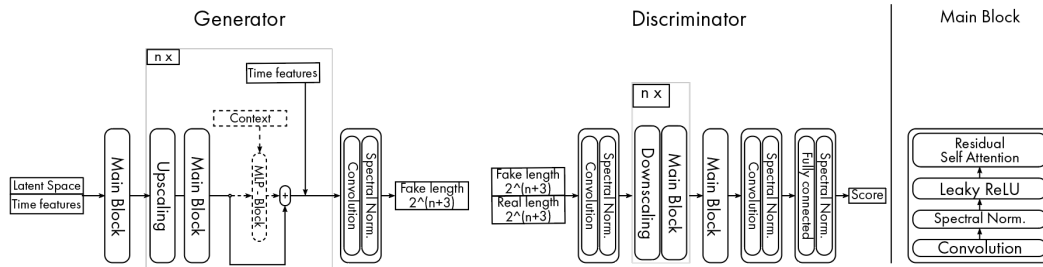 Generator
n x
Time features
Context
Latent Space
Time features
Main Block
Upscaling
Main Block
MLP - Block
+
Convolution
Spectral Norm.
Fake length
2^(n+3)
Discriminator
n x
Fake length
2^(n+3)
Real length
2^(n+3)
Convolution
Spectral Norm.
Downscaling
Main Block
Main Block
Convolution
Spectral Norm.
Fully connected
Spectral Norm.
Score
Main Block
Residual
Self Attention
Leaky ReLU
Spectral Norm.
Convolution